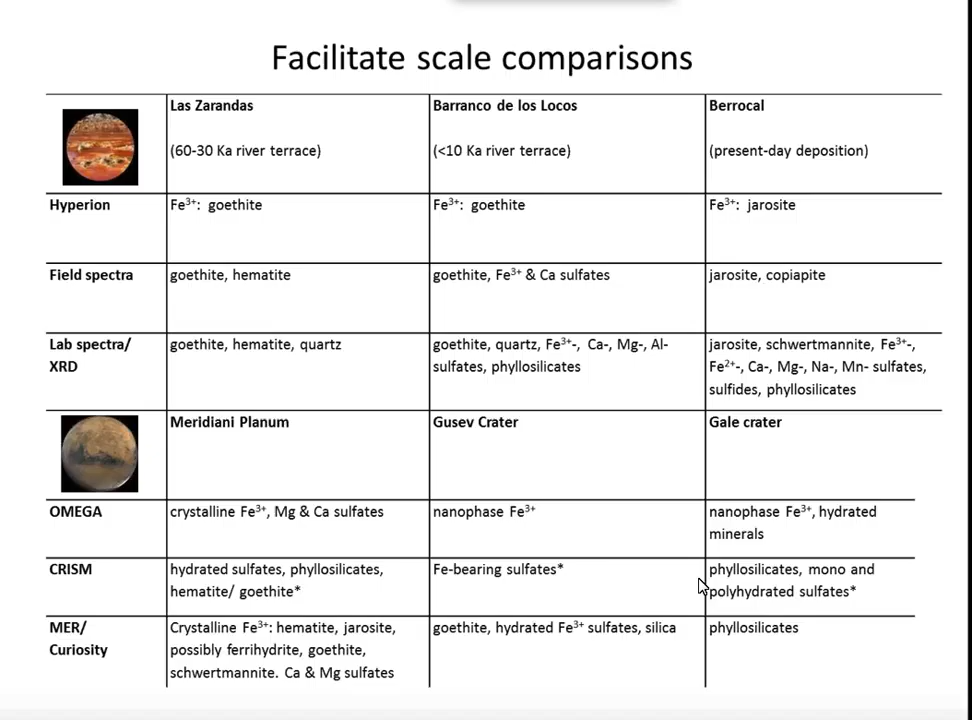 Facilitate scale comparisons
Las Zarandas
Barranco de los Locos
Berrocal
(60-30 Ka river terrace)
(<10 Ka river terrace)
(present-day deposition)
Hyperion
Fe³⁺: goethite
Fe³⁺: goethite
Fe³⁺: jarosite
Field spectra
goethite, hematite
goethite, Fe³⁺ & Ca sulfates
jarosite, copiapite
Lab spectra/
XRD
goethite, hematite, quartz
goethite, quartz, Fe³⁺-, Ca-, Mg-, Al-
sulfates, phyllosilicates
jarosite, schwertmannite, Fe³⁺-,
Fe²⁺-, Ca-, Mg-, Na-, Mn- sulfates,
sulfides, phyllosilicates
Meridiani Planum
Gusev Crater
Gale crater
OMEGA
crystalline Fe³⁺, Mg & Ca sulfates
nanophase Fe³⁺
nanophase Fe³⁺, hydrated
minerals
CRISM
hydrated sulfates, phyllosilicates,
hematite/ goethite*
Fe-bearing sulfates*
phyllosilicates, mono and
polyhydrated sulfates*
MER/
Curiosity
Crystalline Fe³⁺: hematite, jarosite,
possibly ferrihydrite, goethite,
schwertmannite. Ca & Mg sulfates
goethite, hydrated Fe³⁺ sulfates, silica
phyllosilicates